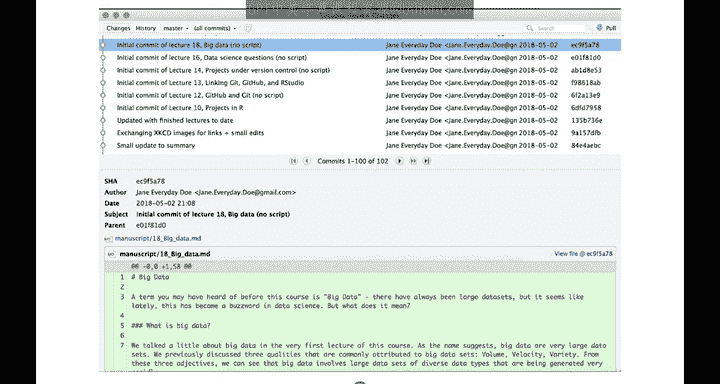 Changes History master (all commits) Search Pull
Initial commit of lecture 18, Big data (no script) Jane Everyday Doe <Jane.Everyday.Doe@gn 2018-05-02 ec9f5a78
Initial commit of lecture 16, Data science questions (no script) Jane Everyday Doe <Jane.Everyday.Doe@gn 2018-05-02 e01f81d0
Initial commit of Lecture 14, Projects under version control (no script) Jane Everyday Doe <Jane.Everyday.Doe@gn 2018-05-02 ab1d8e53
Initial commit of Lecture 13, Linking Git, GitHub, and RStudio Jane Everyday Doe <Jane.Everyday.Doe@gn 2018-05-02 f98618ab
Initial commit of Lecture 12, GitHub and Git (no script) Jane Everyday Doe <Jane.Everyday.Doe@gn 2018-05-02 6f2a13e9
Initial commit of Lecture 10, Projects in R Jane Everyday Doe <Jane.Everyday.Doe@gn 2018-05-02 6dfd7958
Updated with finished lectures to date Jane Everyday Doe <Jane.Everyday.Doe@gn 2018-05-02 135b736e
Exchanging XKCD images for links + small edits Jane Everyday Doe <Jane.Everyday.Doe@gn 2018-05-02 9a157dfb
Small update to summary Jane Everyday Doe <Jane.Everyday.Doe@gn 2018-05-02 84e4aebc
Commits 1-100 of 102
SHA ec9f5a78
Author Jane Everyday Doe <Jane.Everyday.Doe@gmail.com>
Date 2018-05-02 21:08
Subject Initial commit of lecture 18, Big data (no script)
Parent e01f81d0
manuscript/18_Big_data.md
manuscript/18_Big_data.md View file @ ec9f5a78
@@ -0,0 +1,58 @@
1 # Big Data
2
3 A term you may have heard of before this course is "Big Data" - there have always been large datasets, but it seems like
lately, this has become a buzzword in data science. But what does it mean?
4
5 ### What is big data?
6
7 We talked a little about big data in the very first lecture of this course. As the name suggests, big data are very large data
sets. We previously discussed three qualities that are commonly attributed to big data sets: Volume, Velocity, Variety. From
these three adjectives, we can see that big data involves large data sets of diverse data types that are being generated very